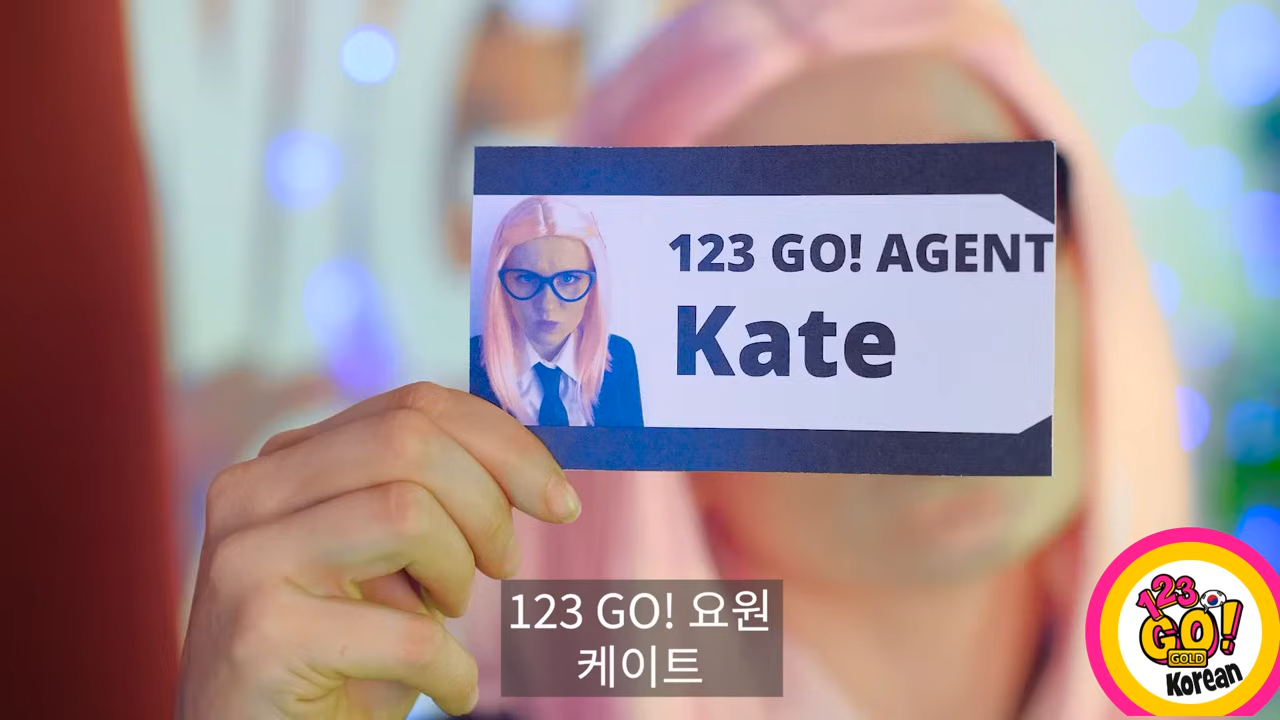 123 GO! AGENT
Kate
123 GO! 요원
케이트
123
GO!
GOLD
Korean